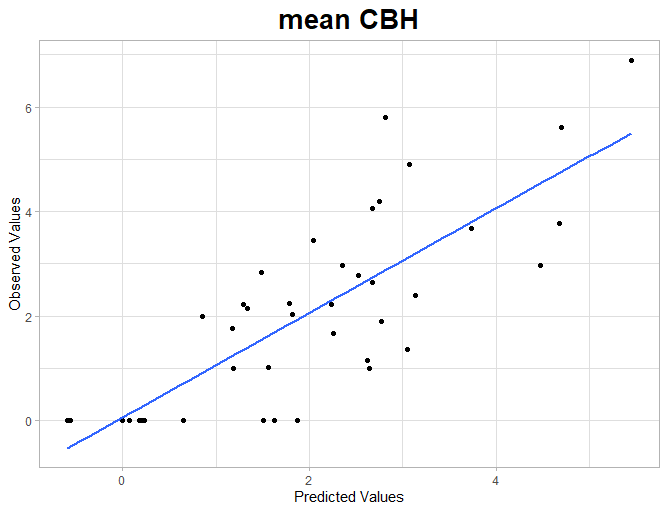 mean CBH
Observed Values
6
4
2
0
0 2 4
Predicted Values